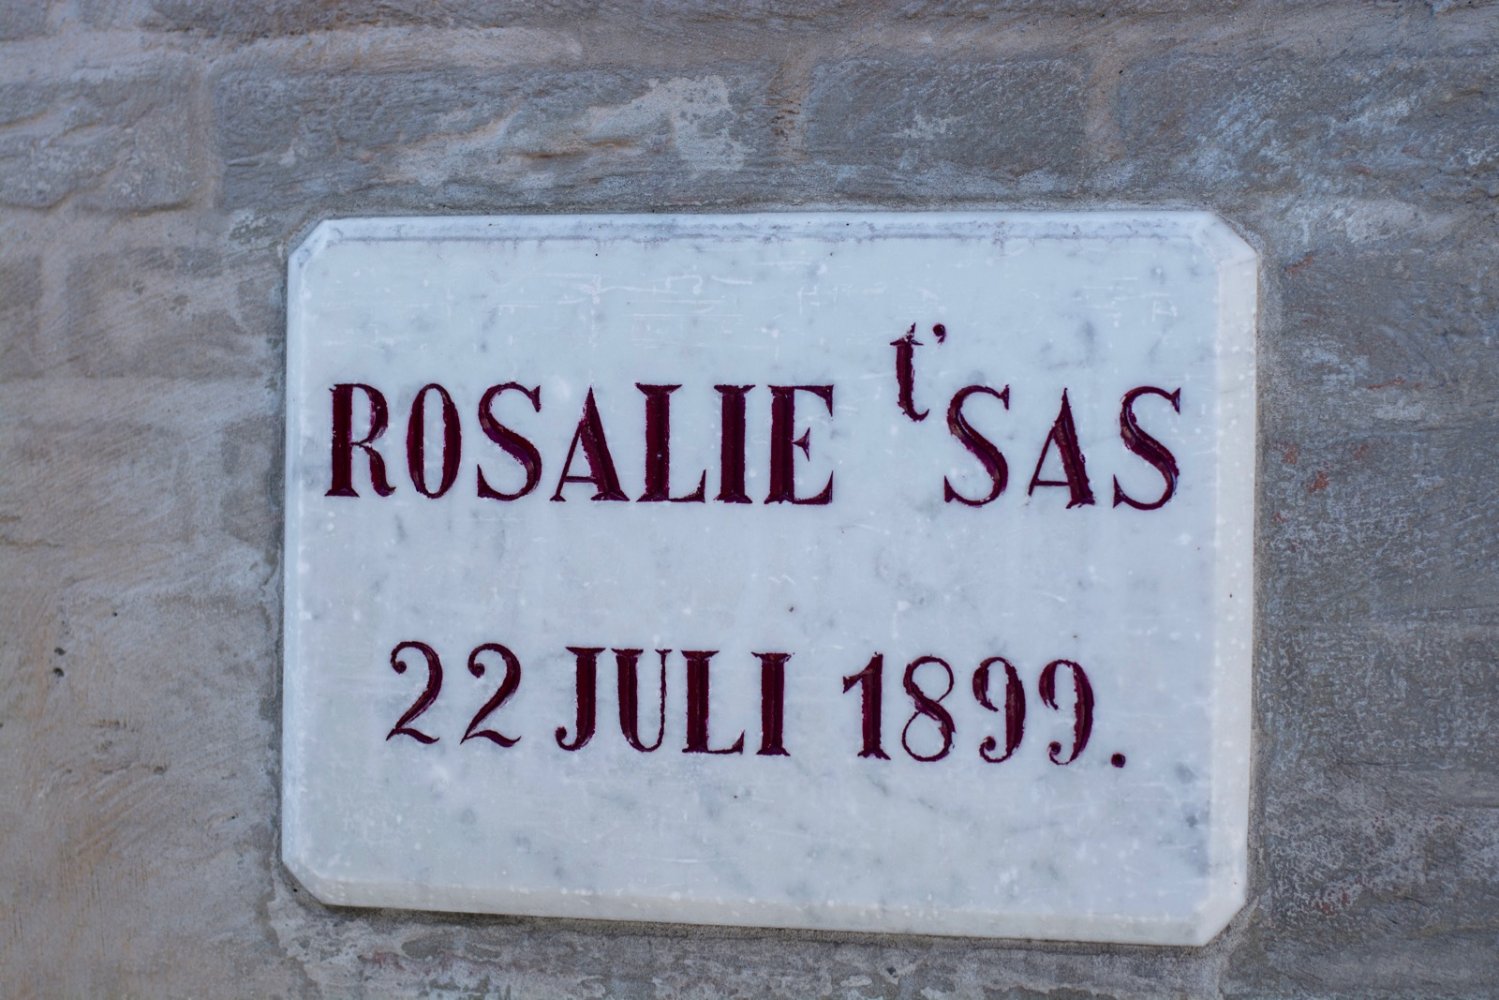 ROSALIE t'SAS
22 JULI 1899.